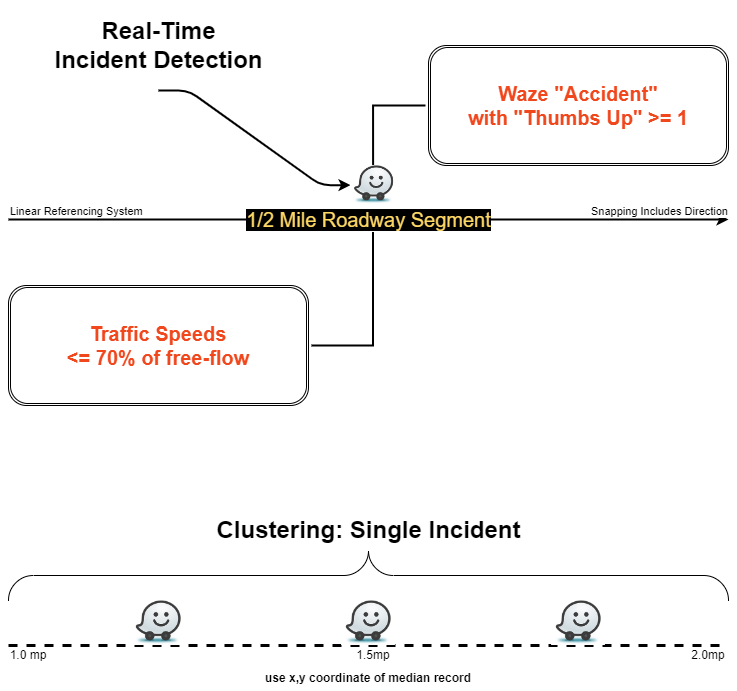 Real-Time
Incident Detection
Waze "Accident"
with "Thumbs Up" >= 1
Linear Referencing System
1/2 Mile Roadway Segment
Snapping Includes Direction
Traffic Speeds
<= 70% of free-flow
Clustering: Single Incident
1.0 mp
1.5mp
2.0mp
use x,y coordinate of median record